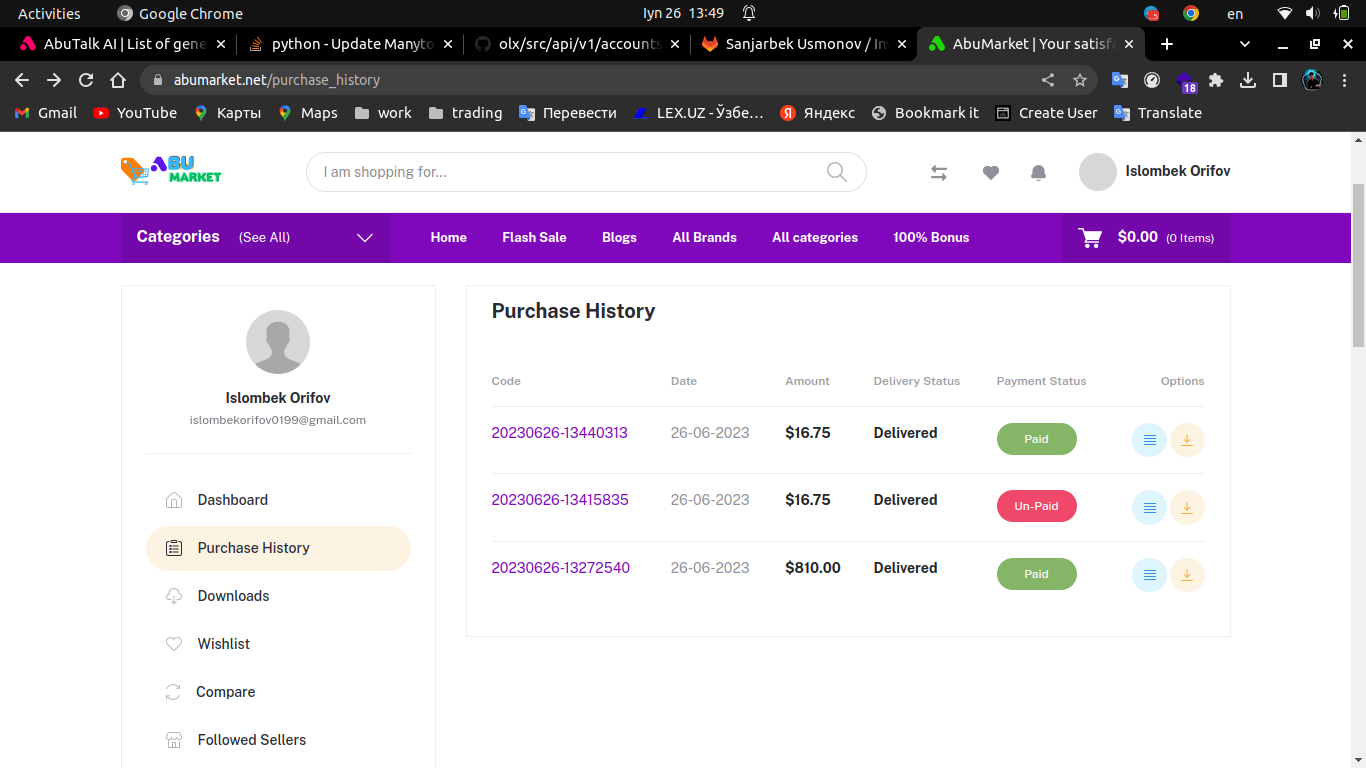 Activities Google Chrome Iyn 26 13:49 en
AbuTalk AI | List of gene python - Update Manyto olx/src/api/v1/accounts Sanjarbek Usmonov / In AbuMarket | Your satisfa
abumarket.net/purchase_history 18
Gmail YouTube Карты Maps work trading Перевести LEX.UZ - Ўзбе... Яндекс Bookmark it Create User Translate
ABU MARKET I am shopping for... Islombek Orifov
Categories (See All) Home Flash Sale Blogs All Brands All categories 100% Bonus $0.00 (0 Items)
Islombek Orifov
islombekorifov0199@gmail.com
Dashboard
Purchase History
Downloads
Wishlist
Compare
Followed Sellers
Purchase History
Code Date Amount Delivery Status Payment Status Options
20230626-13440313 26-06-2023 $16.75 Delivered Paid
20230626-13415835 26-06-2023 $16.75 Delivered Un-Paid
20230626-13272540 26-06-2023 $810.00 Delivered Paid